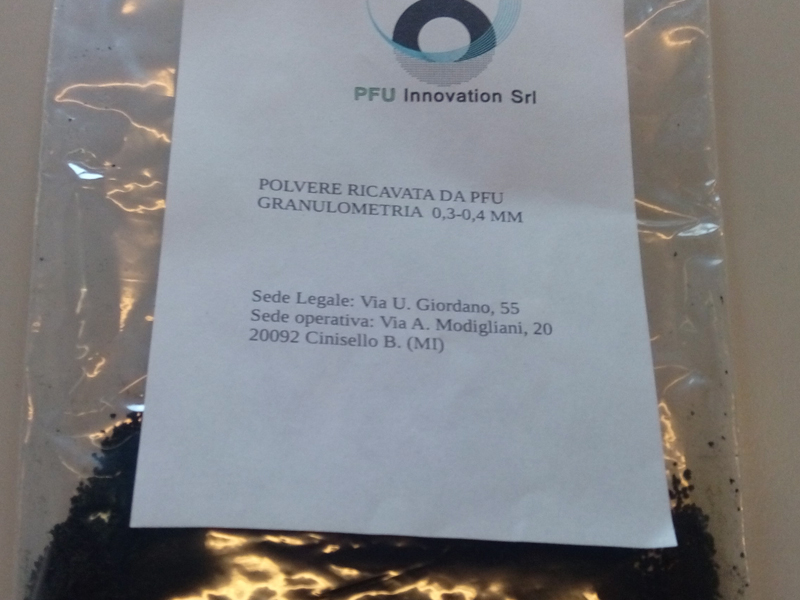 PFU Innovation Srl
POLVERE RICAVATA DA PFU
GRANULOMETRIA 0,3-0,4 MM
Sede Legale: Via U. Giordano, 55
Sede operativa: Via A. Modigliani, 20
20092 Cinisello B. (MI)